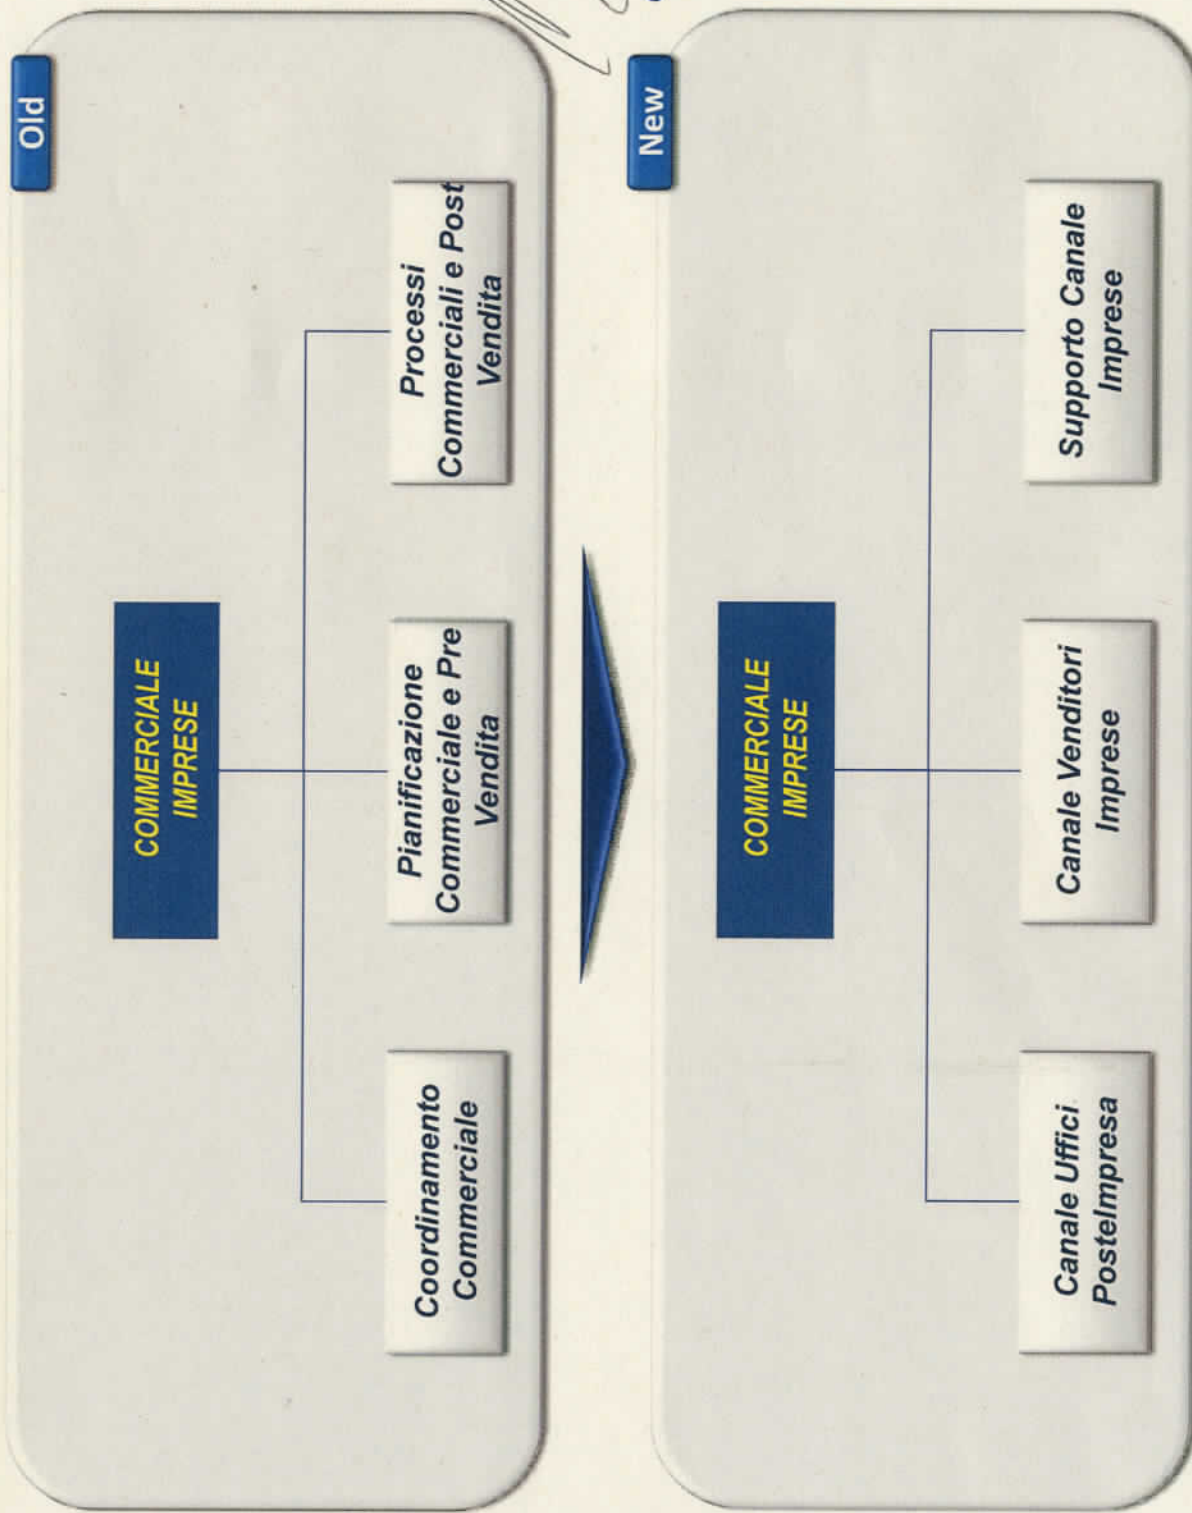 Old
COMMERCIALE
IMPRESE
Coordinamento
Commerciale
Pianificazione
Commerciale e Pre
Vendita
Processi
Commerciali e Post
Vendita
New
COMMERCIALE
IMPRESE
Canale Uffici
PosteImpresa
Canale Venditori
Imprese
Supporto Canale
Imprese